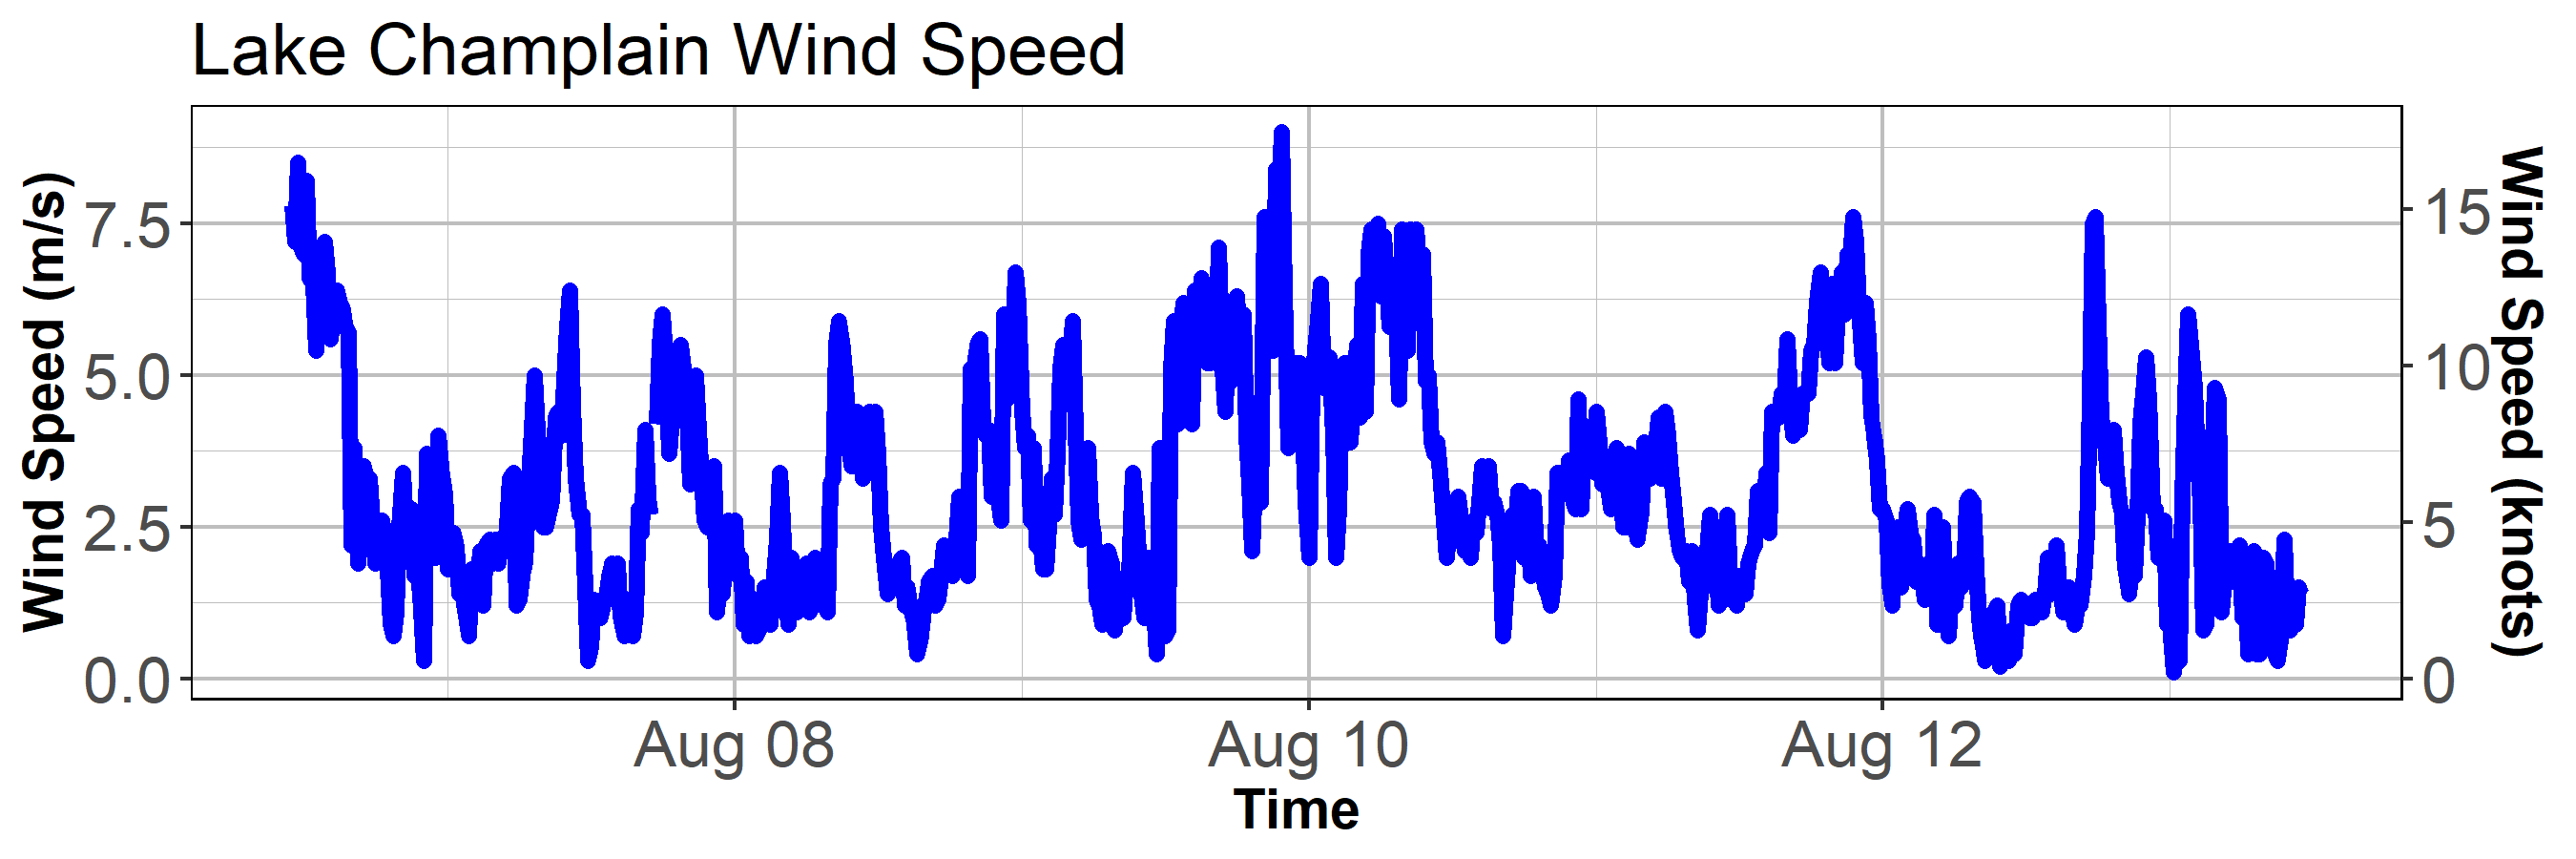 Lake Champlain Wind Speed
Wind Speed (m/s)
7.5
5.0
2.5
0.0
15
10
5
0
Wind Speed (knots)
Aug 08
Aug 10
Aug 12
Time